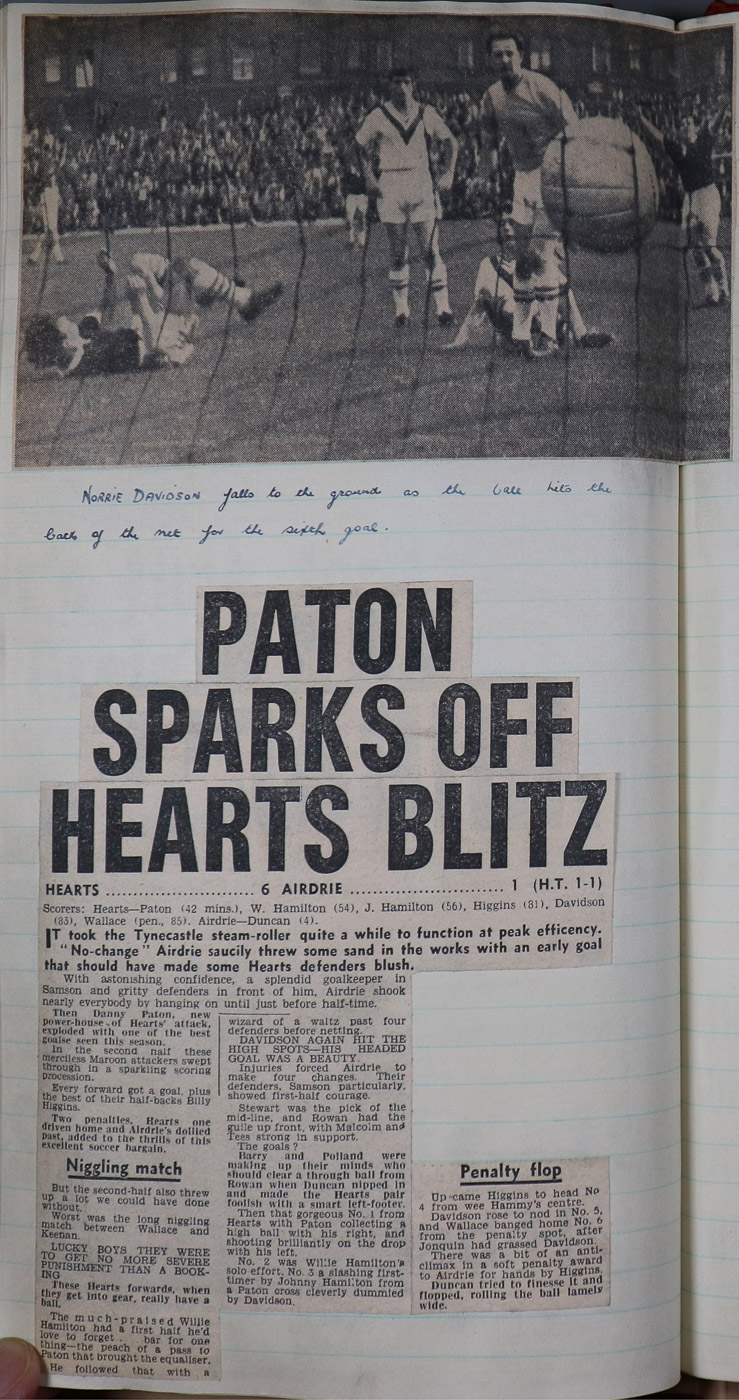 NORRIE DAVIDSON falls to the ground as the ball hits the
back of the net for the sixth goal.
PATON
SPARKS OFF
HEARTS BLITZ
HEARTS ........................... 6 AIRDRIE ........................... 1 (H.T. 1-1)
Scorers: Hearts—Paton (42 mins.), W. Hamilton (54), J. Hamilton (56), Higgins (81), Davidson
(83), Wallace (pen., 85). Airdrie—Duncan (4).
IT took the Tynecastle steam-roller quite a while to function at peak efficency.
"No-change" Airdrie saucily threw some sand in the works with an early goal
that should have made some Hearts defenders blush.
With astonishing confidence, a splendid goalkeeper in
Samson and gritty defenders in front of him, Airdrie shook
nearly everybody by hanging on until just before half-time.
Then Danny Paton, new
power-house of Hearts' attack,
exploded with one of the best
goalse seen this season.
In the second half these
merciless Maroon attackers swept
through in a sparkling scoring
procession.
Every forward got a goal, plus
the best of their half-backs Billy
Higgins.
Two penalties, Hearts one
driven home and Airdrie's dollied
past, added to the thrills of this
excellent soccer bargain.
Niggling match
But the second-half also threw
up a lot we could have done
without.
Worst was the long niggling
match between Wallace and
Keenan.
LUCKY BOYS THEY WERE
TO GET NO MORE SEVERE
PUNISHMENT THAN A BOOK-
ING
These Hearts forwards, when
they get into gear, really have a
ball.
The much-praised Willie
Hamilton had a first half he'd
love to forget . bar for one
thing—the peach of a pass to
Paton that brought the equaliser.
He followed that with a
wizard of a waltz past four
defenders before netting.
DAVIDSON AGAIN HIT THE
HIGH SPOTS—HIS HEADED
GOAL WAS A BEAUTY.
Injuries forced Airdrie to
make four changes. Their
defenders, Samson particularly,
showed first-half courage.
Stewart was the pick of the
mid-line, and Rowan had the
guile up front, with Malcolm and
Tees strong in support.
The goals?
Barry and Polland were
making up their minds who
should clear a through ball from
Rowan when Duncan nipped in
and made the Hearts pair
foolish with a smart left-footer.
Then that gorgeous No. 1 from
Hearts with Paton collecting a
high ball with his right, and
shooting brilliantly on the drop
with his left.
No. 2 was Willie Hamilton's
solo effort, No. 3 a slashing first-
timer by Johnny Hamilton from
a Paton cross cleverly dummied
by Davidson.
Penalty flop
Up came Higgins to head No
4 from wee Hammy's centre.
Davidson rose to nod in No. 5,
and Wallace banged home No. 6
from the penalty spot, after
Jonquin had grassed Davidson.
There was a bit of an anti-
climax in a soft penalty award
to Airdrie for hands by Higgins.
Duncan tried to finesse it and
flopped, rolling the ball lamely
wide.